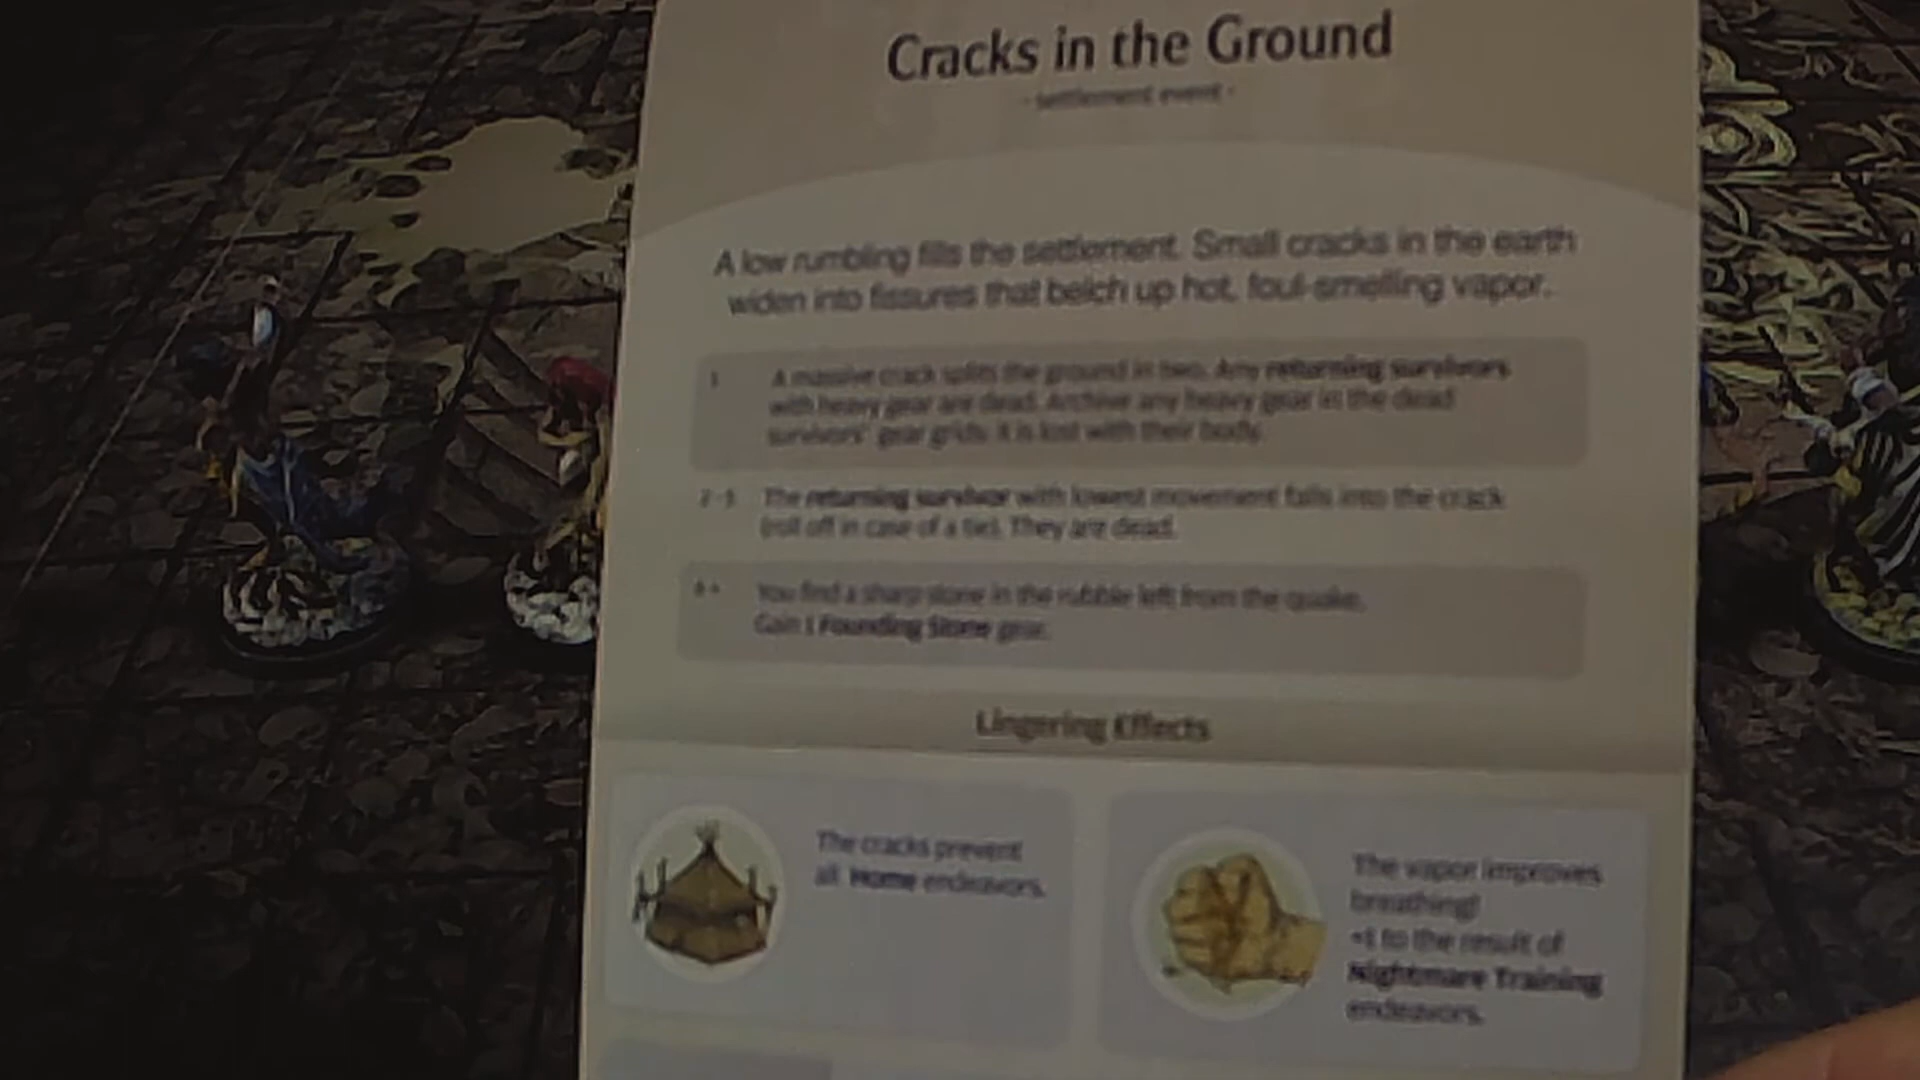 Cracks in the Ground
- settlement event -
A low rumbling fills the settlement. Small cracks in the earth
widen into fissures that belch up hot, foul-smelling vapor.
1 A massive crack splits the ground in two. Any returning survivors
with heavy gear are dead. Archive any heavy gear in the dead
survivors' gear grids. It is lost with their body.
The returning survivor with lowest movement falls into the crack
(roll off in case of a tie). They are dead.
You find a sharp stone in the rubble left from the quake.
Gain 1 Founding Stone gear.
Lingering Effects
The cracks prevent
all Home endeavors.
The vapor improves
breathing!
+1 to the result of
Nightmare Training
endeavors.